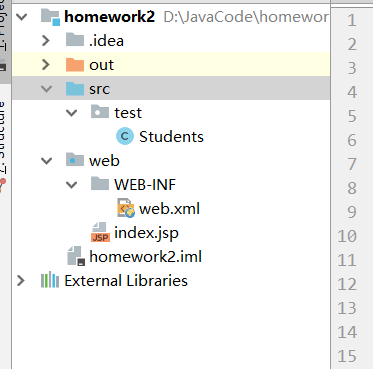 homework2 D:\JavaCode\homewor
.idea
out
src
test
Students
web
WEB-INF
web.xml
index.jsp
JSP
homework2.iml
External Libraries
Z: Structure
1
2
3
4
5
6
7
8
9
10
11
12
13
14
15